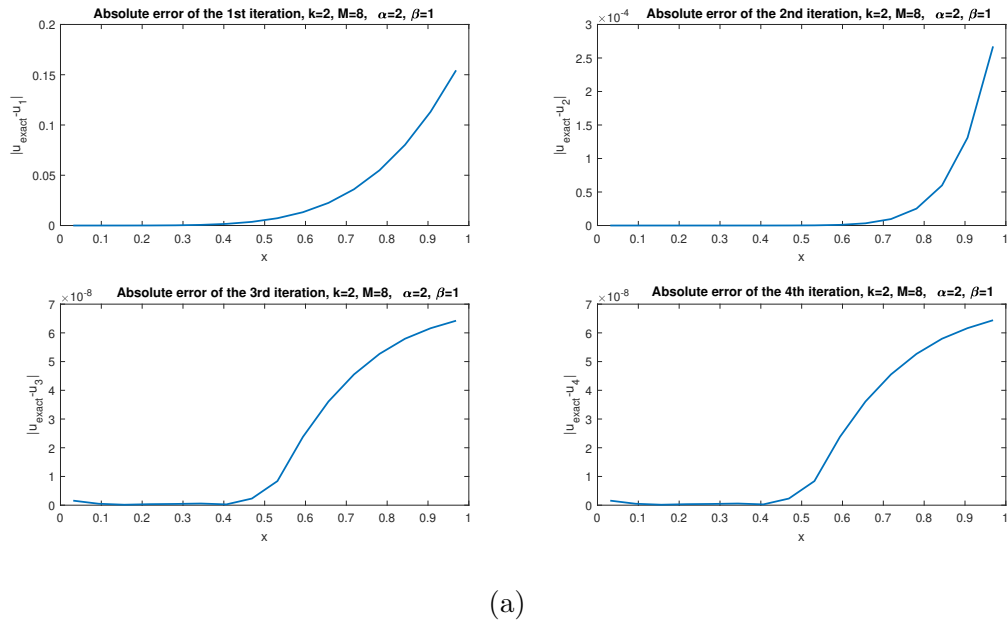 Absolute error of the 1st iteration, k=2, M=8, α=2, β=1
0.2
0.15
0.1
0.05
0
|u_exact-u_1|
0 0.1 0.2 0.3 0.4 0.5 0.6 0.7 0.8 0.9 1
x
Absolute error of the 2nd iteration, k=2, M=8, α=2, β=1
×10^-4
3
2.5
2
1.5
1
0.5
0
|u_exact-u_2|
0 0.1 0.2 0.3 0.4 0.5 0.6 0.7 0.8 0.9 1
x
Absolute error of the 3rd iteration, k=2, M=8, α=2, β=1
×10^-8
7
6
5
4
3
2
1
0
|u_exact-u_3|
0 0.1 0.2 0.3 0.4 0.5 0.6 0.7 0.8 0.9 1
x
Absolute error of the 4th iteration, k=2, M=8, α=2, β=1
×10^-8
7
6
5
4
3
2
1
0
|u_exact-u_4|
0 0.1 0.2 0.3 0.4 0.5 0.6 0.7 0.8 0.9 1
x
(a)